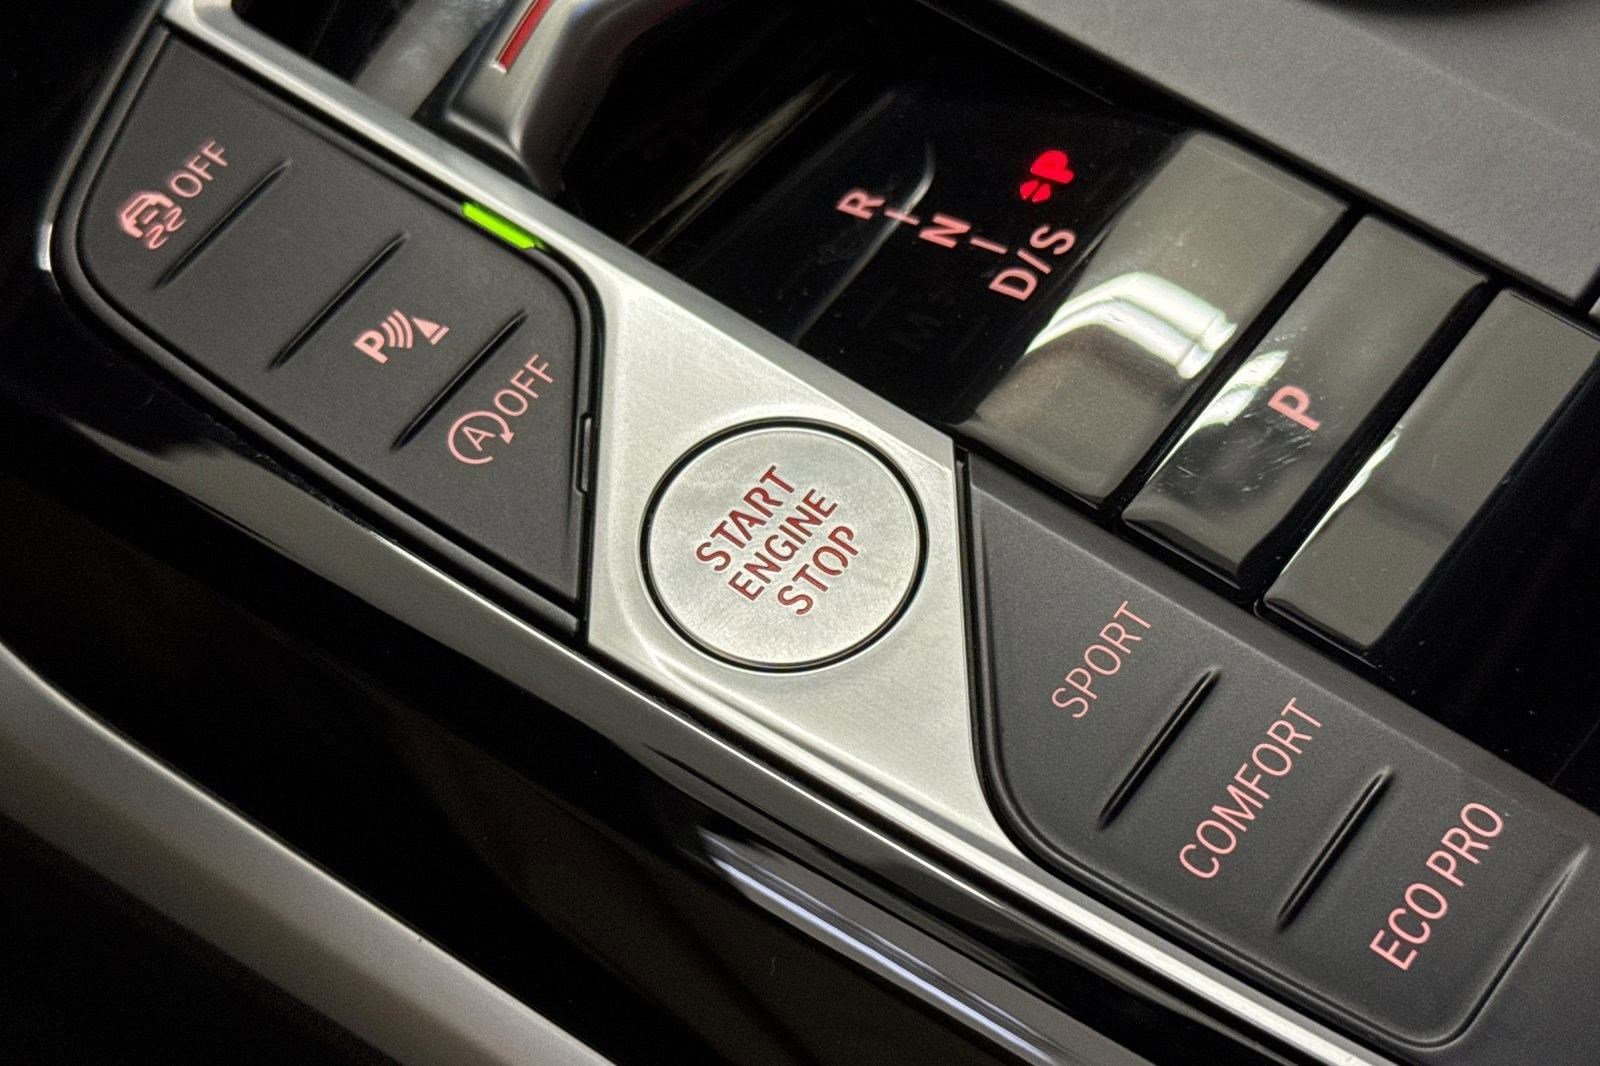 OFF
P
A OFF
START
ENGINE
STOP
R
N
D/S
P
P
SPORT
COMFORT
ECO PRO